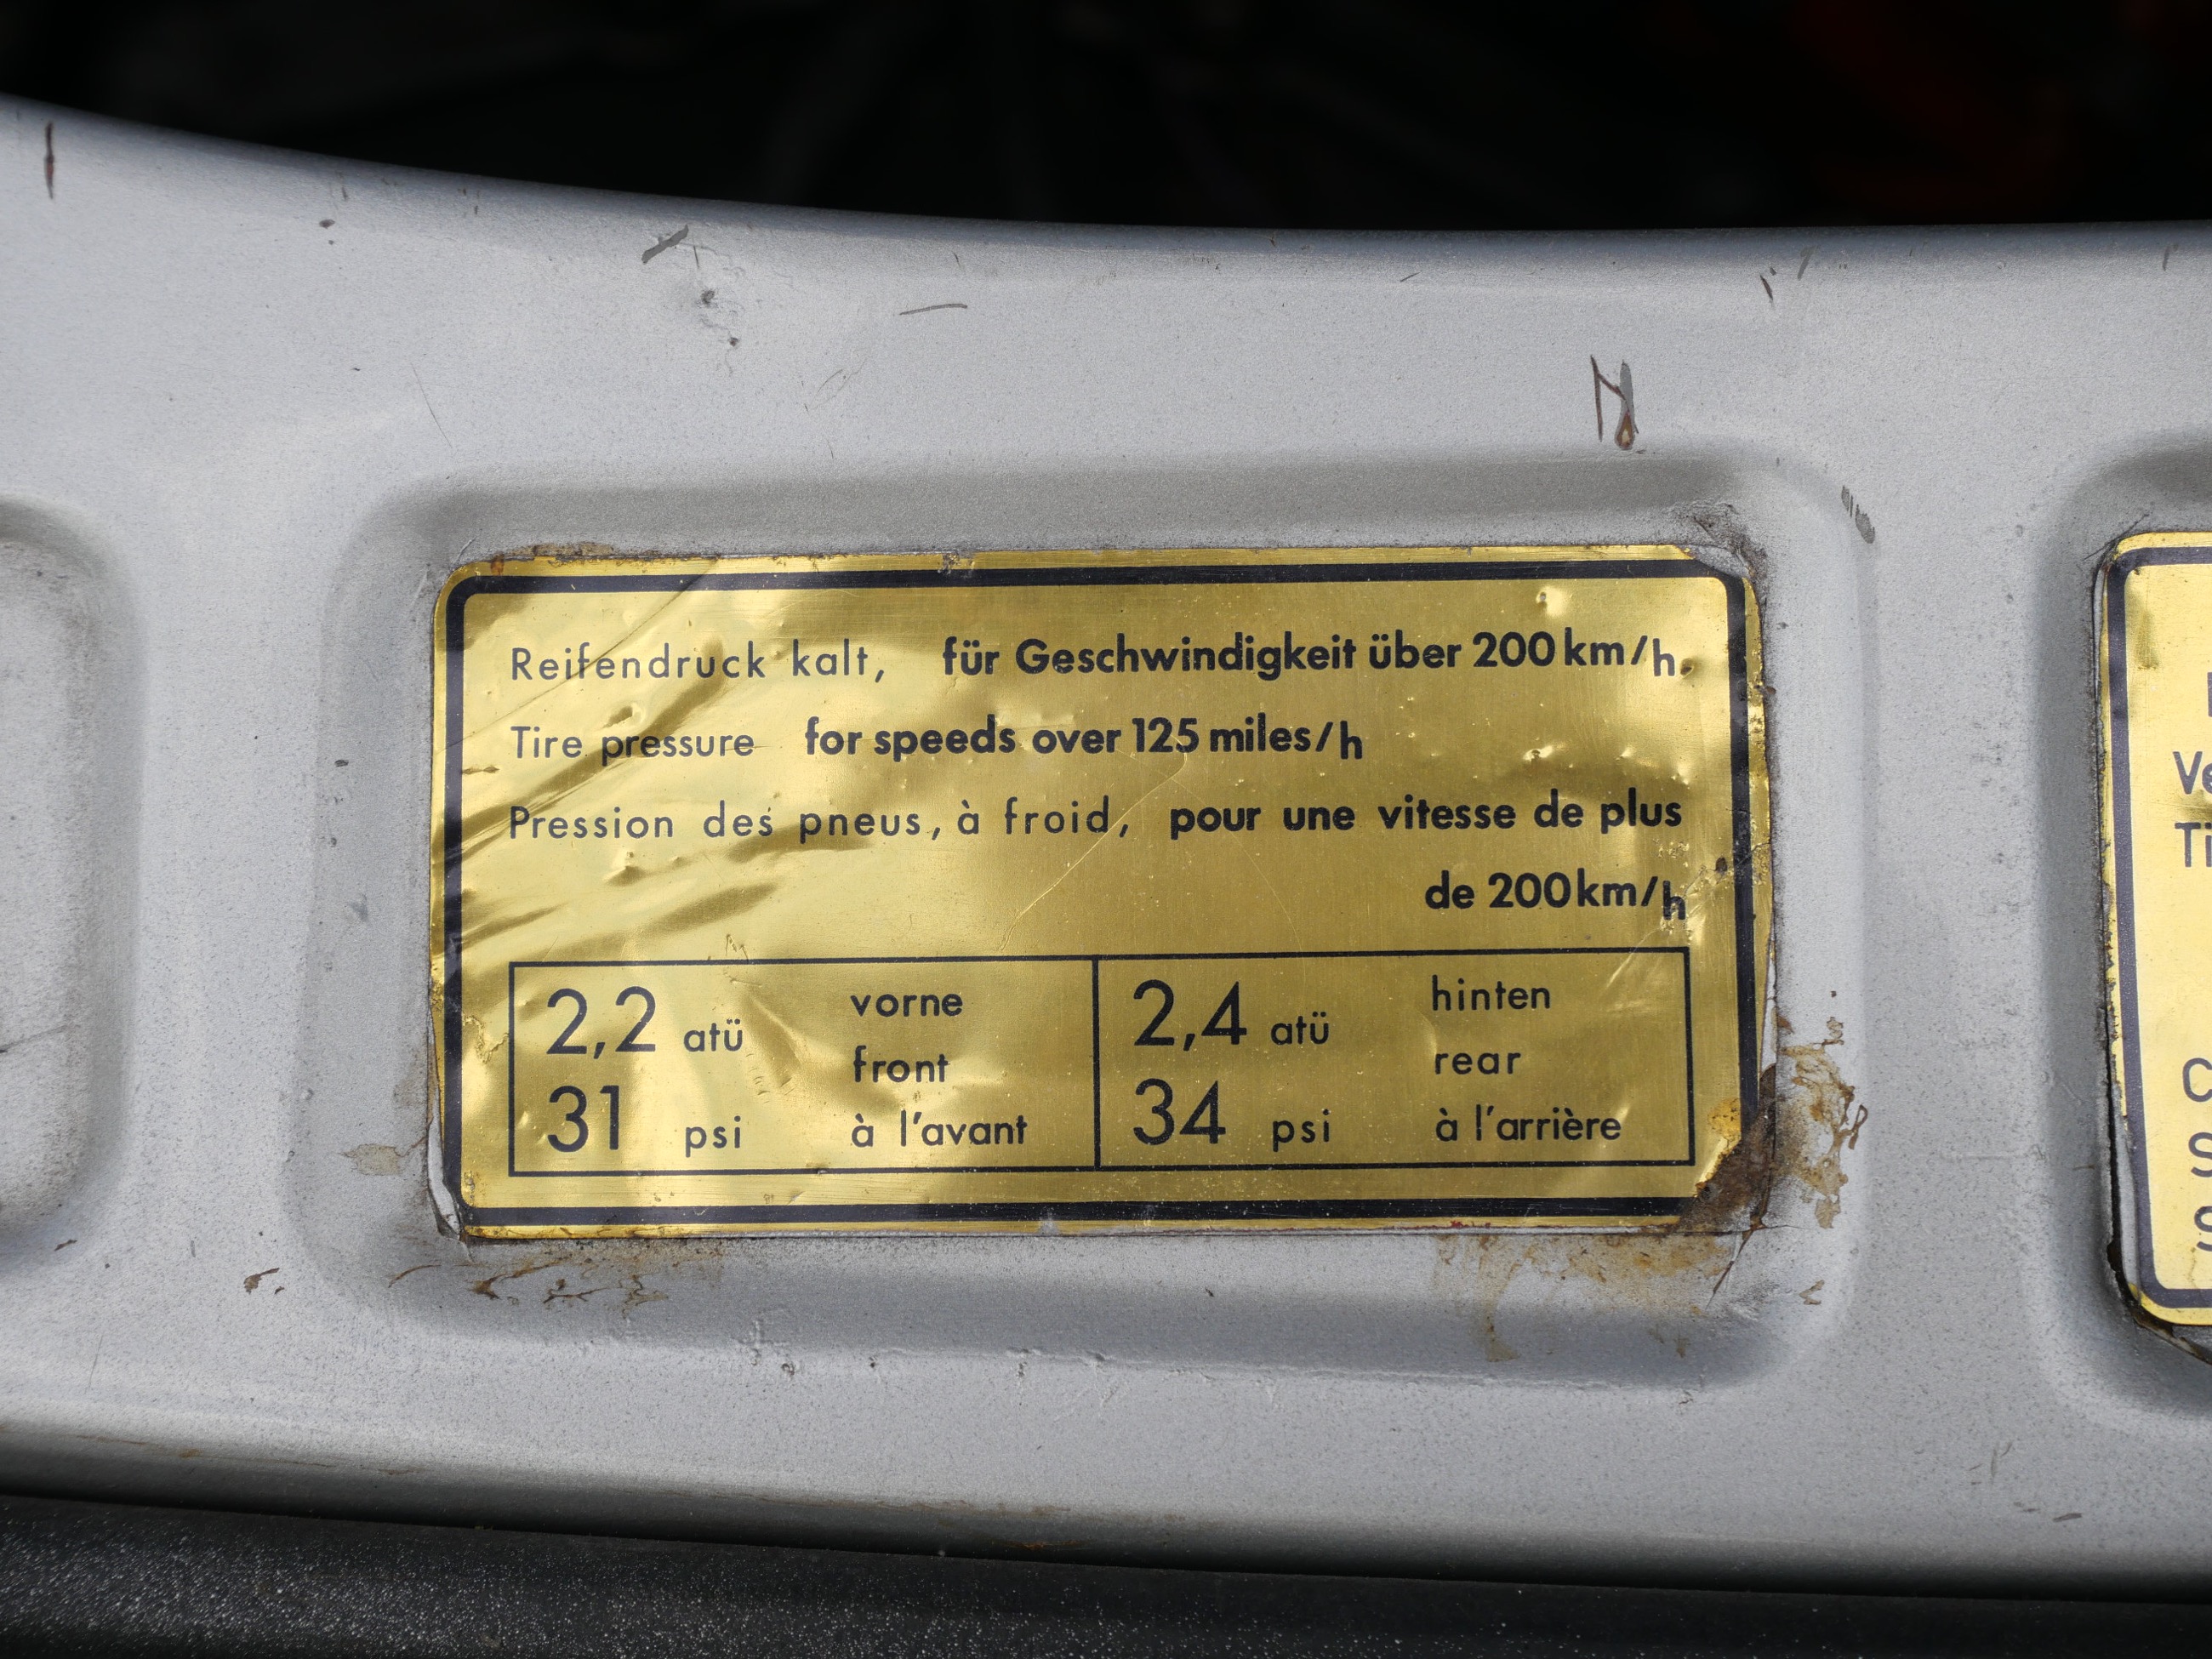 Reifendruck kalt, für Geschwindigkeit über 200 km/h.
Tire pressure for speeds over 125 miles/h
Pression des pneus, à froid, pour une vitesse de plus
de 200 km/h
2,2 atü vorne
front
31 psi à l'avant
2,4 atü hinten
rear
34 psi à l'arrière